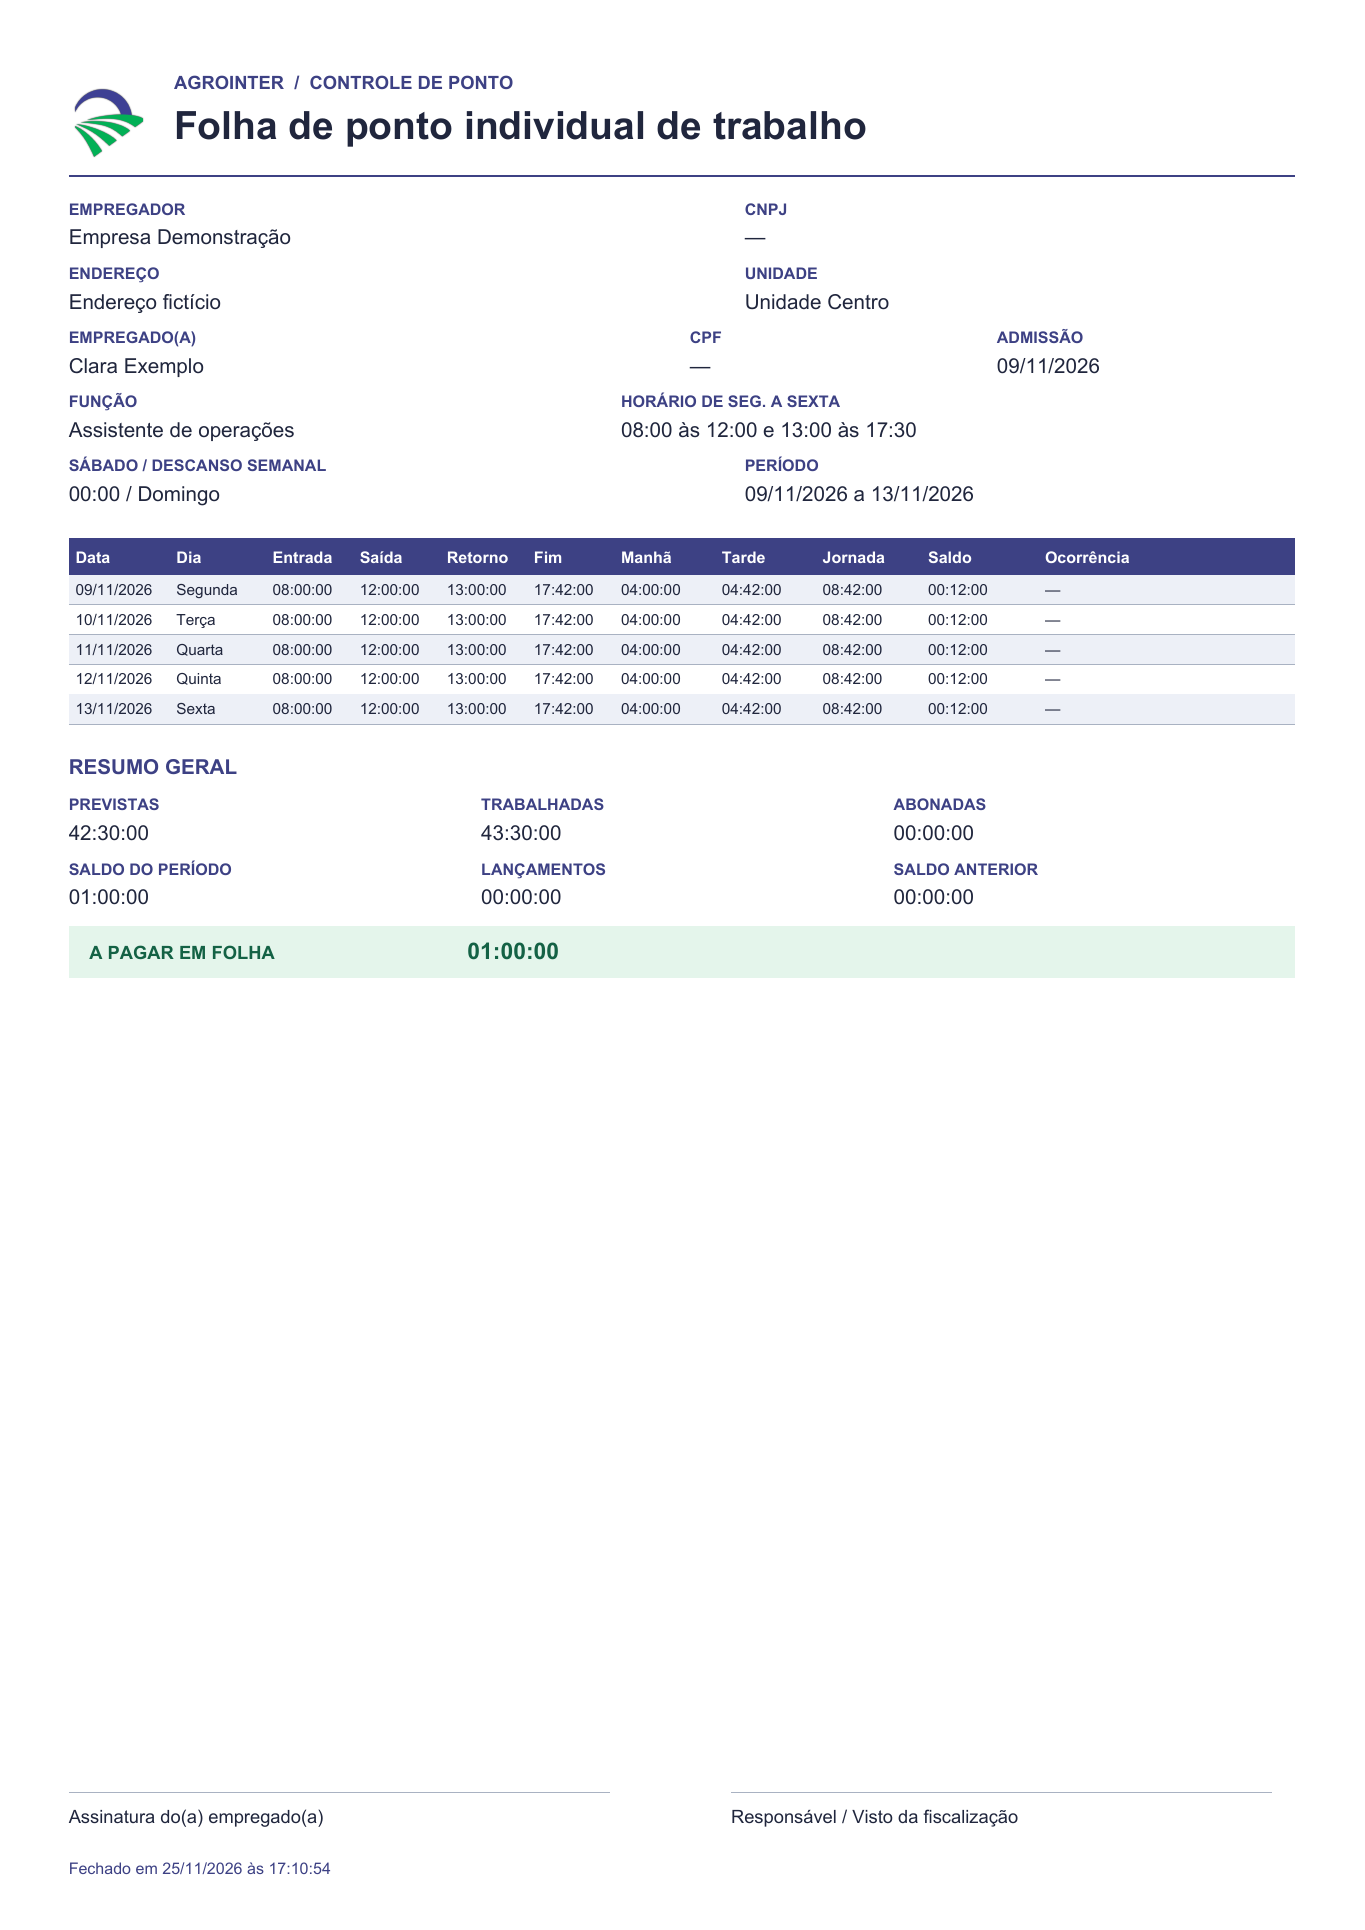 AGROINTER / CONTROLE DE PONTO
Folha de ponto individual de trabalho
EMPREGADOR CNPJ
Empresa Demonstração —
ENDEREÇO UNIDADE
Endereço fictício Unidade Centro
EMPREGADO(A) CPF ADMISSÃO
Clara Exemplo — 09/11/2026
FUNÇÃO HORÁRIO DE SEG. A SEXTA
Assistente de operações 08:00 às 12:00 e 13:00 às 17:30
SÁBADO / DESCANSO SEMANAL PERÍODO
00:00 / Domingo 09/11/2026 a 13/11/2026
Data Dia Entrada Saída Retorno Fim Manhã Tarde Jornada Saldo Ocorrência
09/11/2026 Segunda 08:00:00 12:00:00 13:00:00 17:42:00 04:00:00 04:42:00 08:42:00 00:12:00 —
10/11/2026 Terça 08:00:00 12:00:00 13:00:00 17:42:00 04:00:00 04:42:00 08:42:00 00:12:00 —
11/11/2026 Quarta 08:00:00 12:00:00 13:00:00 17:42:00 04:00:00 04:42:00 08:42:00 00:12:00 —
12/11/2026 Quinta 08:00:00 12:00:00 13:00:00 17:42:00 04:00:00 04:42:00 08:42:00 00:12:00 —
13/11/2026 Sexta 08:00:00 12:00:00 13:00:00 17:42:00 04:00:00 04:42:00 08:42:00 00:12:00 —
RESUMO GERAL
PREVISTAS TRABALHADAS ABONADAS
42:30:00 43:30:00 00:00:00
SALDO DO PERÍODO LANÇAMENTOS SALDO ANTERIOR
01:00:00 00:00:00 00:00:00
A PAGAR EM FOLHA 01:00:00
Assinatura do(a) empregado(a) Responsável / Visto da fiscalização
Fechado em 25/11/2026 às 17:10:54